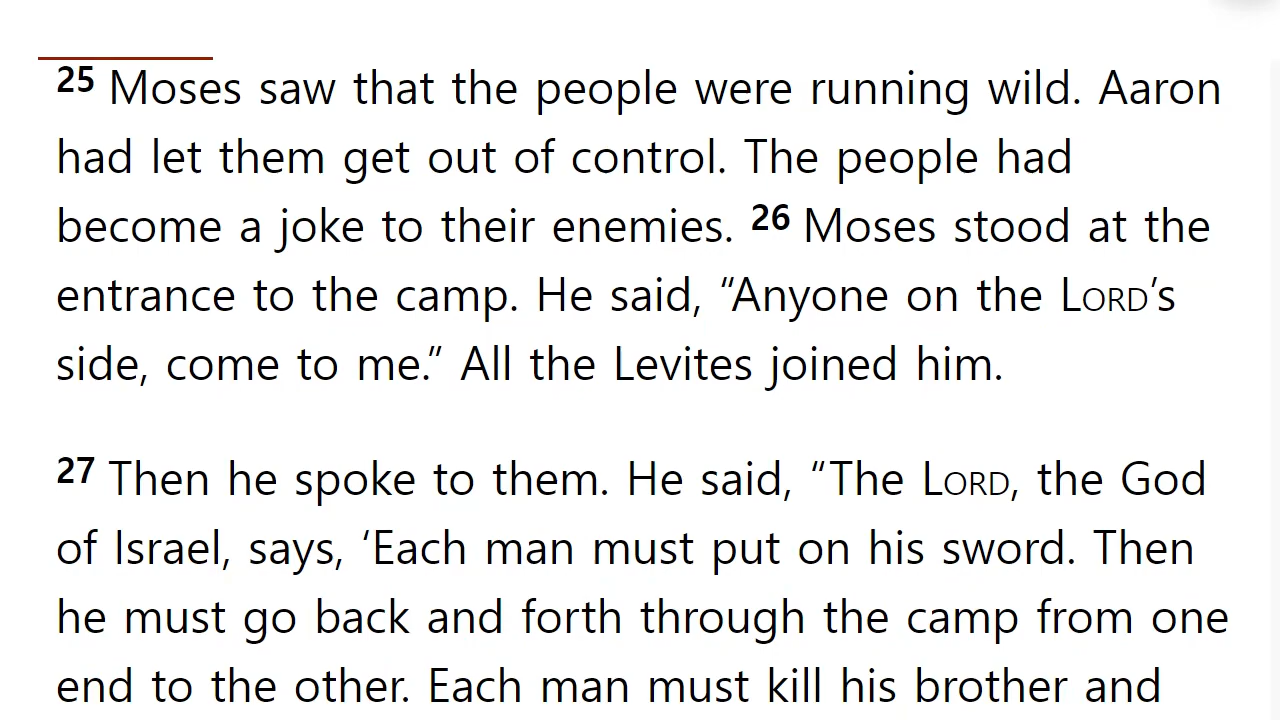 25 Moses saw that the people were running wild. Aaron
had let them get out of control. The people had
become a joke to their enemies. 26 Moses stood at the
entrance to the camp. He said, “Anyone on the LORD’s
side, come to me.” All the Levites joined him.
27 Then he spoke to them. He said, “The LORD, the God
of Israel, says, ‘Each man must put on his sword. Then
he must go back and forth through the camp from one
end to the other. Each man must kill his brother and